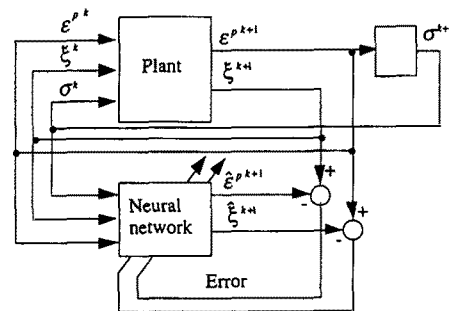 ε^{p k}
ε^{p k+1}
σ^{k+}
ξ^{k}
Plant
ξ^{k+1}
σ^{k}
+
ε̂^{p k+1}
-
Neural
network
ξ̂^{k+1}
+
-
Error